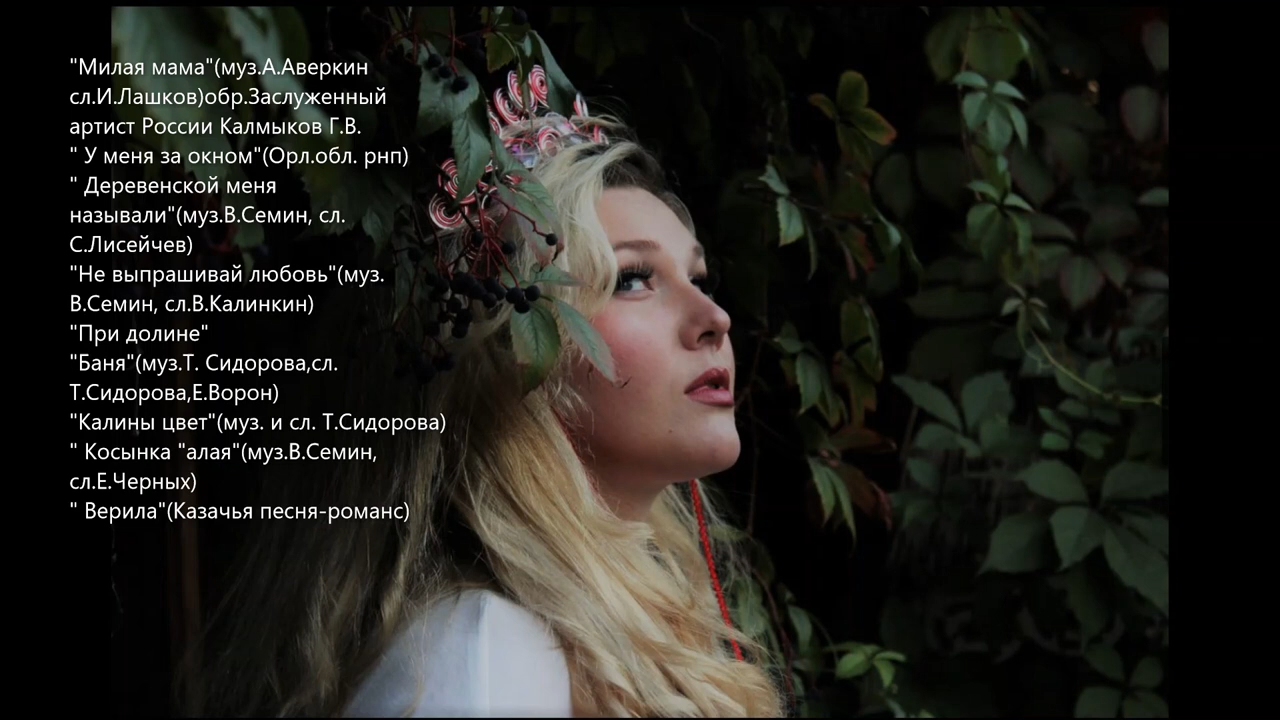 "Милая мама"(муз.А.Аверкин
сл.И.Лашков)обр.Заслуженный
артист России Калмыков Г.В.
" У меня за окном"(Орл.обл. рнп)
" Деревенской меня
называли"(муз.В.Семин, сл.
С.Лисейчев)
"Не выпрашивай любовь"(муз.
В.Семин, сл.В.Калинкин)
"При долине"
"Баня"(муз.Т. Сидорова,сл.
Т.Сидорова,Е.Ворон)
"Калины цвет"(муз. и сл. Т.Сидорова)
" Косынка "алая"(муз.В.Семин,
сл.Е.Черных)
" Верила"(Казачья песня-романс)